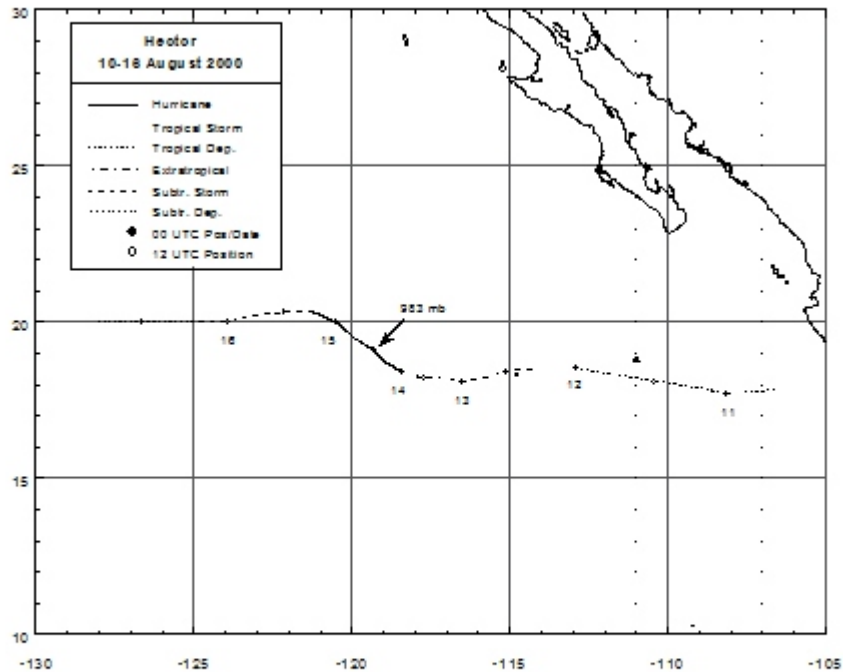 30
Hector
10-16 August 2000
Hurricane
Tropical Storm
Tropical Dep.
Extratropical
Subtr. Storm
Subtr. Dep.
00 UTC Pos/Date
12 UTC Position
25
983 mb
20
16
15
14
13
12
11
15
10
-130
-125
-120
-115
-110
-105